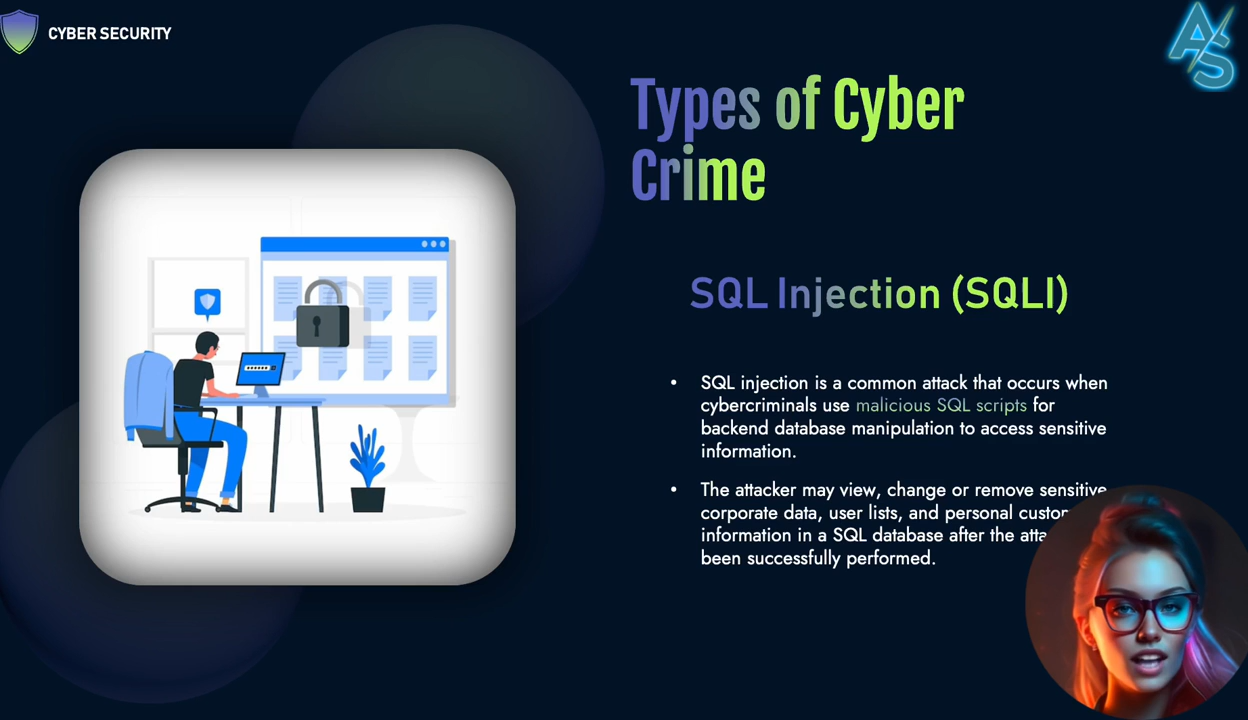 CYBER SECURITY
AS
Types of Cyber
Crime
SQL Injection (SQLI)
• SQL injection is a common attack that occurs when
cybercriminals use malicious SQL scripts for
backend database manipulation to access sensitive
information.
• The attacker may view, change or remove sensitive
corporate data, user lists, and personal
information in a SQL database after the
been successfully performed.